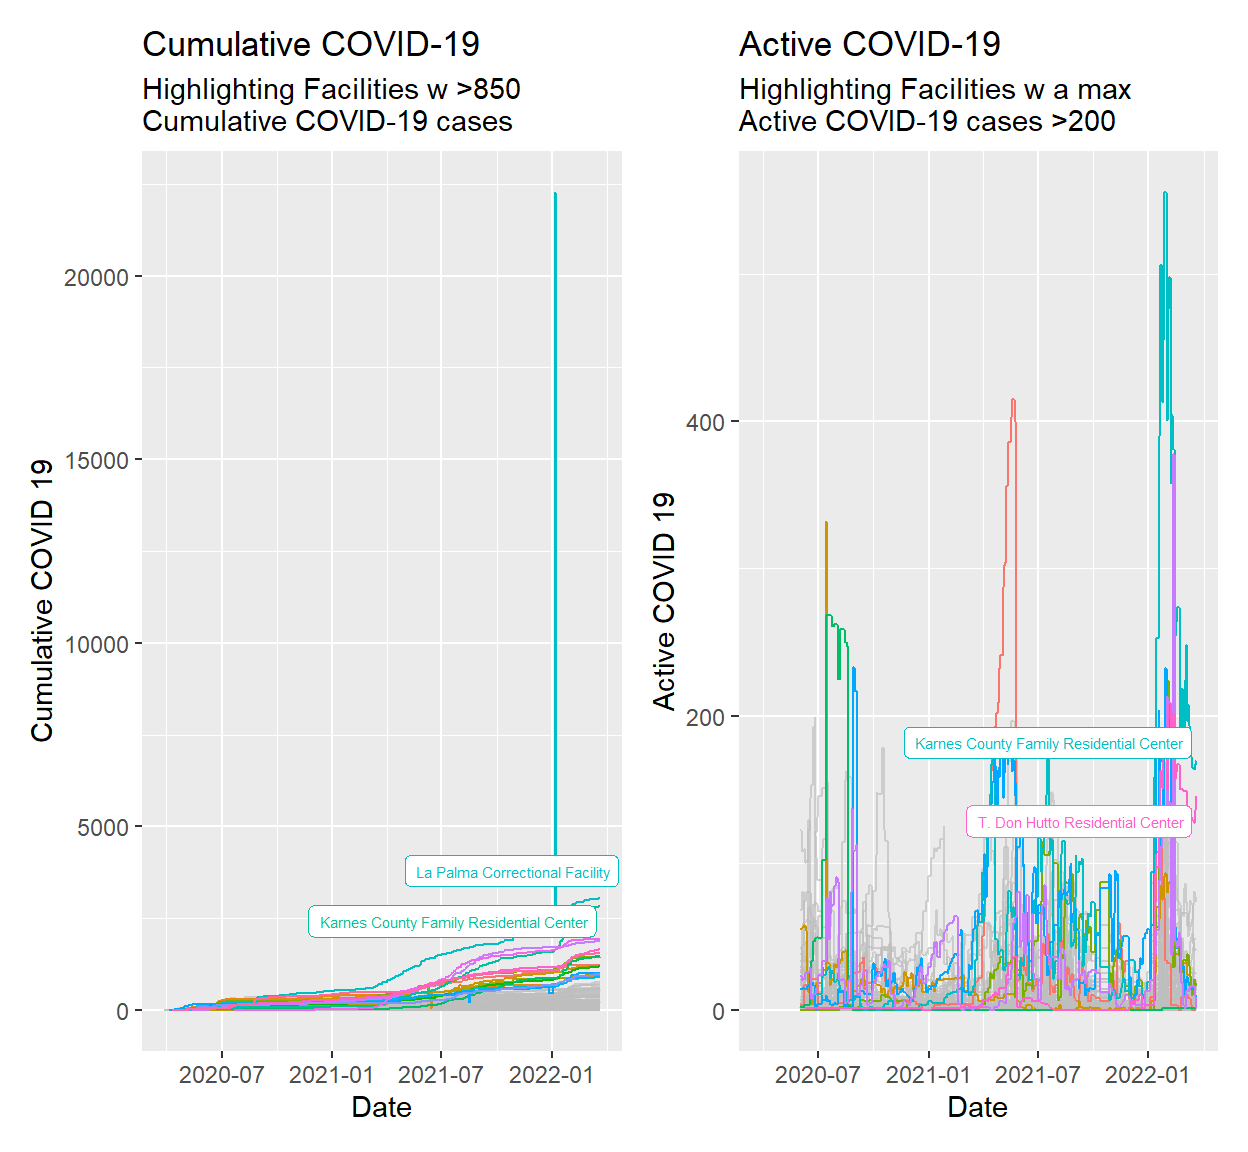 Cumulative COVID-19
Highlighting Facilities w >850
Cumulative COVID-19 cases
Cumulative COVID 19
20000
15000
10000
5000
0
La Palma Correctional Facility
Karnes County Family Residential Center
2020-07
2021-01
2021-07
2022-01
Date
Active COVID-19
Highlighting Facilities w a max
Active COVID-19 cases >200
Active COVID 19
400
200
0
Karnes County Family Residential Center
T. Don Hutto Residential Center
2020-07
2021-01
2021-07
2022-01
Date